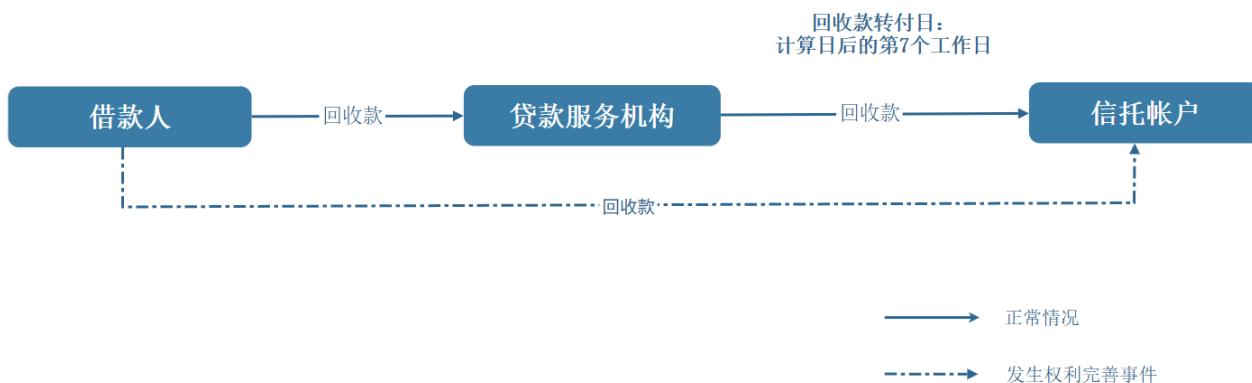 回收款转付日：
计算日后的第7个工作日
借款人
回收款
贷款服务机构
回收款
信托帐户
回收款
正常情况
发生权利完善事件